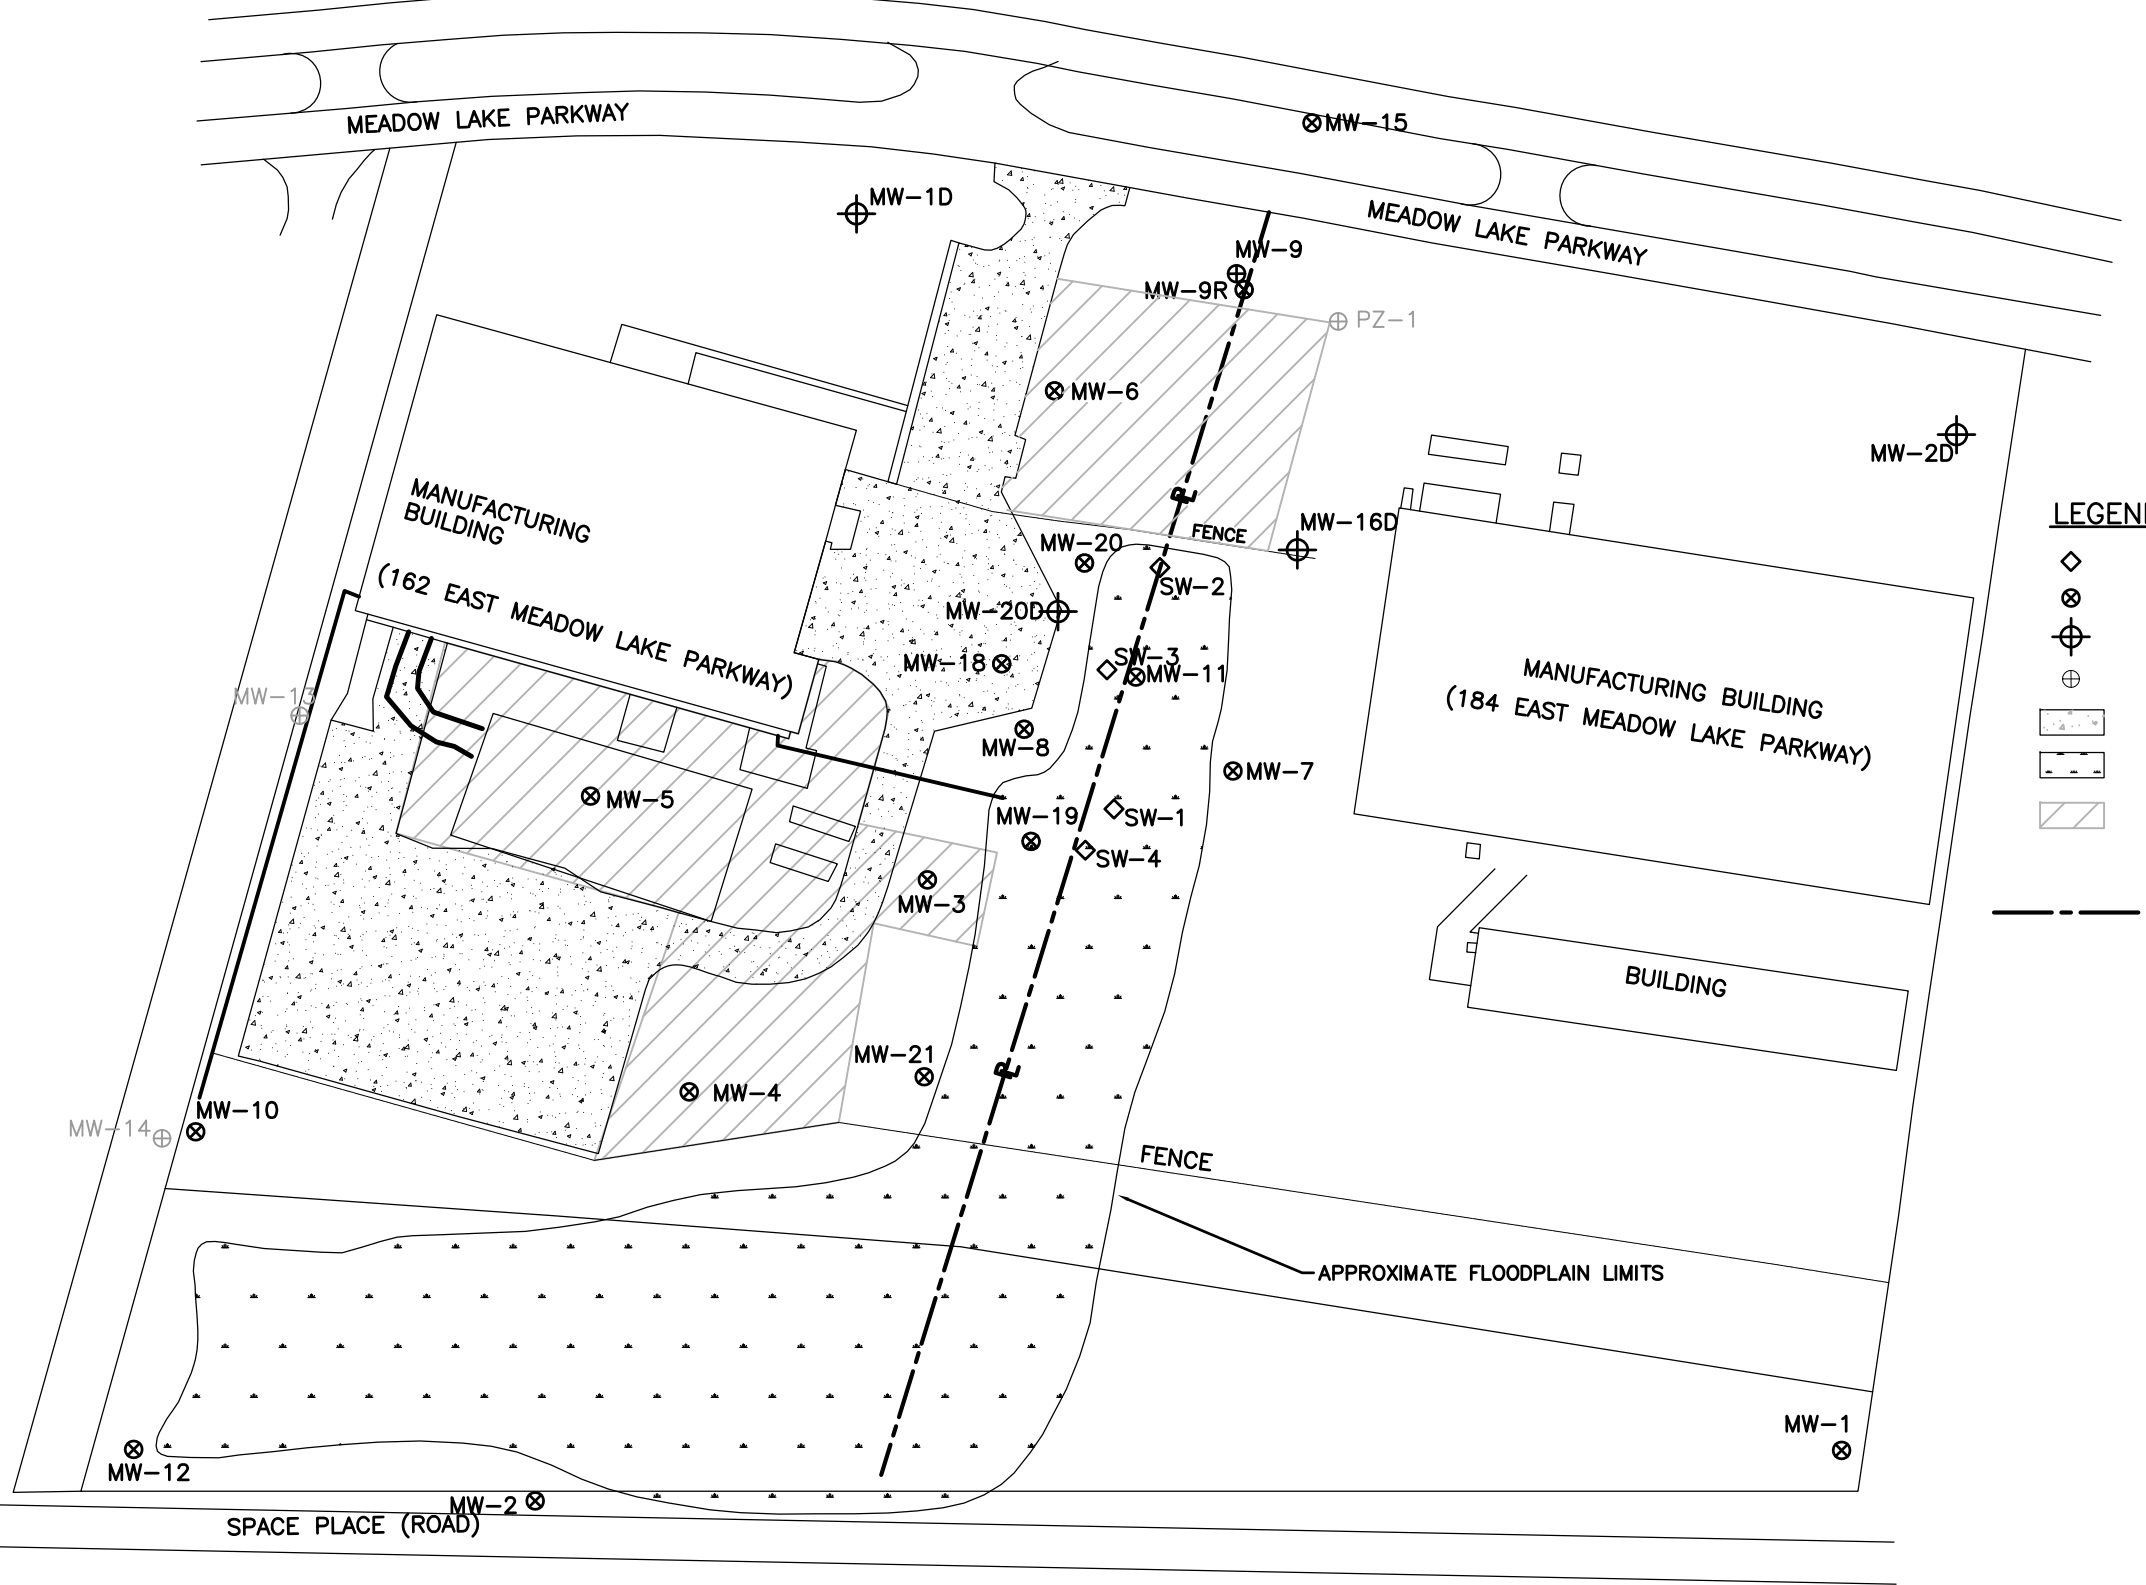 MEADOW LAKE PARKWAY
MW-15
MW-1D
MEADOW LAKE PARKWAY
MW-9
MW-9R
PZ-1
MW-6
MW-2D
MANUFACTURING
BUILDING
(162 EAST MEADOW LAKE PARKWAY)
FENCE
MW-16D
MW-20
SW-2
MW-20D
SW-3
MW-18
MW-11
MW-13
MANUFACTURING BUILDING
(184 EAST MEADOW LAKE PARKWAY)
MW-8
MW-7
MW-5
MW-19
SW-1
SW-4
MW-3
BUILDING
MW-21
MW-4
MW-10
MW-14
FENCE
APPROXIMATE FLOODPLAIN LIMITS
MW-1
MW-12
MW-2
SPACE PLACE (ROAD)